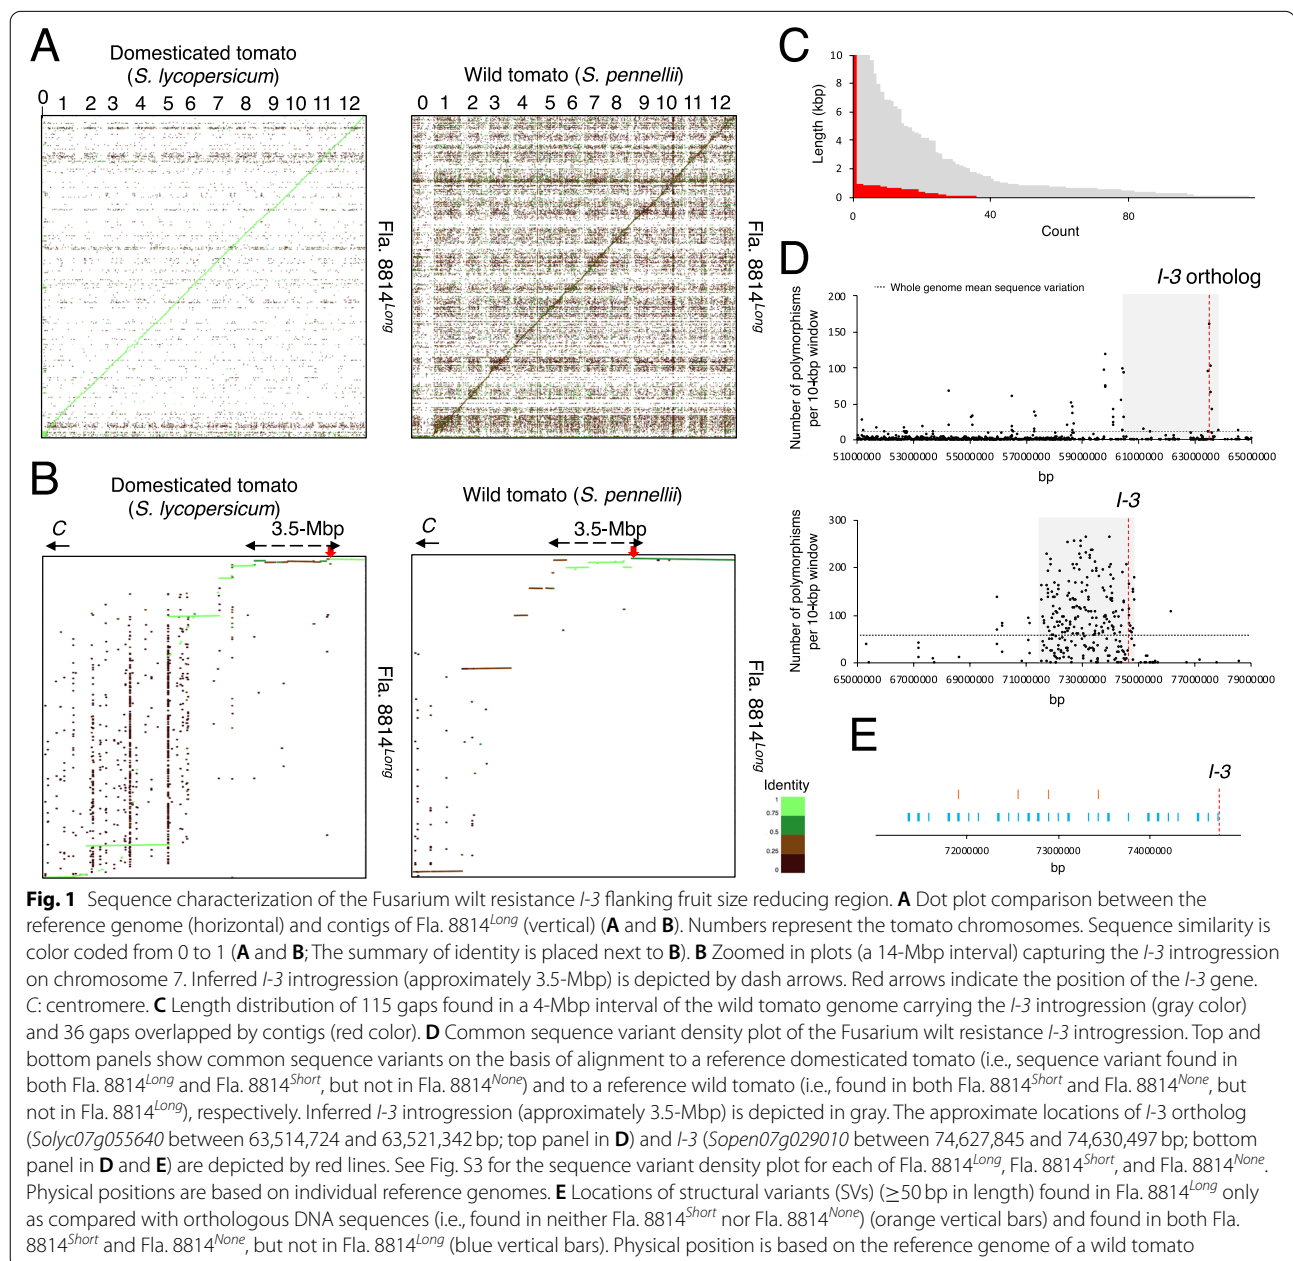 A
Domesticated tomato
(S. lycopersicum)
0 1 2 3 4 5 6 7 8 9 10 11 12
Wild tomato (S. pennellii)
0 1 2 3 4 5 6 7 8 9 10 11 12
Fla. 8814Long
Fla. 8814Long
B
Domesticated tomato
(S. lycopersicum)
C
3.5-Mbp
Wild tomato (S. pennellii)
C
3.5-Mbp
Fla. 8814Long
Fla. 8814Long
Identity
1
0.75
0.5
0.25
0
C
Length (kbp)
10
8
6
4
2
0
0 40 80
Count
D
I-3 ortholog
Whole genome mean sequence variation
Number of polymorphisms
per 10-kbp window
200
150
100
50
0
51000000 53000000 55000000 57000000 59000000 61000000 63000000 65000000
bp
I-3
Number of polymorphisms
per 10-kbp window
300
200
100
0
65000000 67000000 69000000 71000000 73000000 75000000 77000000 79000000
bp
E
I-3
72000000 73000000 74000000
bp
Fig. 1 Sequence characterization of the Fusarium wilt resistance I-3 flanking fruit size reducing region. A Dot plot comparison between the
reference genome (horizontal) and contigs of Fla. 8814Long (vertical) (A and B). Numbers represent the tomato chromosomes. Sequence similarity is
color coded from 0 to 1 (A and B; The summary of identity is placed next to B). B Zoomed in plots (a 14-Mbp interval) capturing the I-3 introgression
on chromosome 7. Inferred I-3 introgression (approximately 3.5-Mbp) is depicted by dash arrows. Red arrows indicate the position of the I-3 gene.
C: centromere. C Length distribution of 115 gaps found in a 4-Mbp interval of the wild tomato genome carrying the I-3 introgression (gray color)
and 36 gaps overlapped by contigs (red color). D Common sequence variant density plot of the Fusarium wilt resistance I-3 introgression. Top and
bottom panels show common sequence variants on the basis of alignment to a reference domesticated tomato (i.e., sequence variant found in
both Fla. 8814Long and Fla. 8814Short, but not in Fla. 8814None) and to a reference wild tomato (i.e., found in both Fla. 8814Short and Fla. 8814None, but
not in Fla. 8814Long), respectively. Inferred I-3 introgression (approximately 3.5-Mbp) is depicted in gray. The approximate locations of I-3 ortholog
(Solyc07g055640 between 63,514,724 and 63,521,342 bp; top panel in D) and I-3 (Sopen07g029010 between 74,627,845 and 74,630,497 bp; bottom
panel in D and E) are depicted by red lines. See Fig. S3 for the sequence variant density plot for each of Fla. 8814Long, Fla. 8814Short, and Fla. 8814None.
Physical positions are based on individual reference genomes. E Locations of structural variants (SVs) (≥50 bp in length) found in Fla. 8814Long only
as compared with orthologous DNA sequences (i.e., found in neither Fla. 8814Short nor Fla. 8814None) (orange vertical bars) and found in both Fla.
8814Short and Fla. 8814None, but not in Fla. 8814Long (blue vertical bars). Physical position is based on the reference genome of a wild tomato